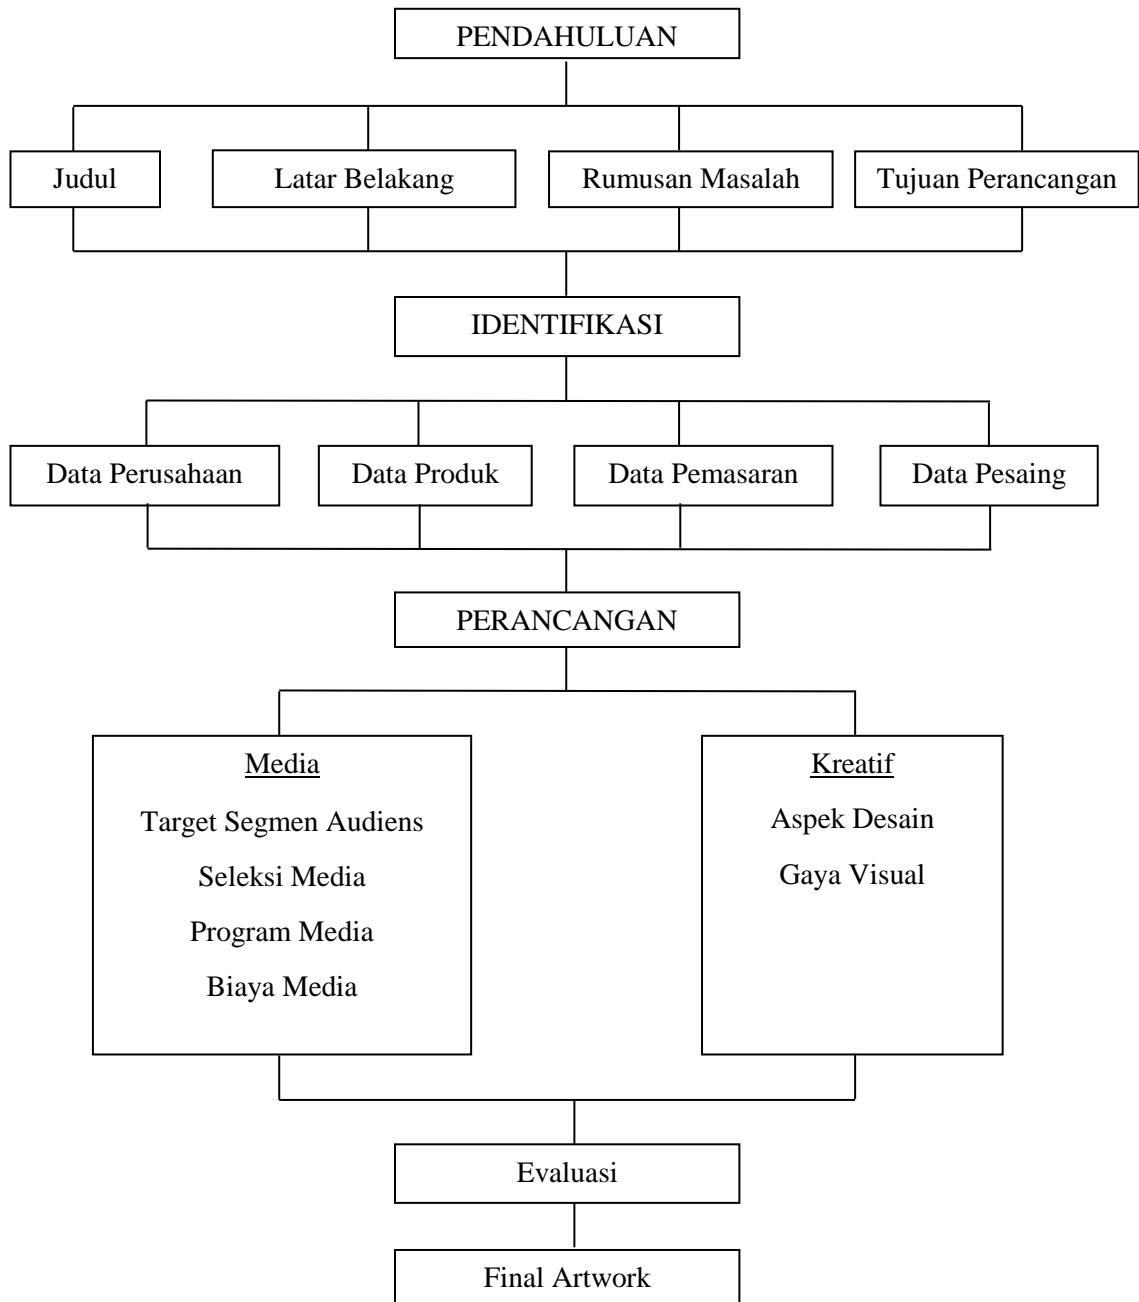 PENDAHULUAN
Judul
Latar Belakang
Rumusan Masalah
Tujuan Perancangan
IDENTIFIKASI
Data Perusahaan
Data Produk
Data Pemasaran
Data Pesaing
PERANCANGAN
Media
Target Segmen Audiens
Seleksi Media
Program Media
Biaya Media
Kreatif
Aspek Desain
Gaya Visual
Evaluasi
Final Artwork